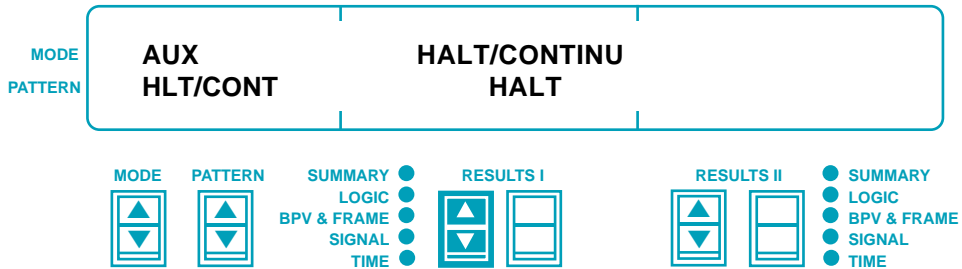 MODE AUX HALT/CONTINU
PATTERN HLT/CONT HALT
MODE PATTERN SUMMARY RESULTS I RESULTS II SUMMARY
LOGIC LOGIC
BPV & FRAME BPV & FRAME
SIGNAL SIGNAL
TIME TIME